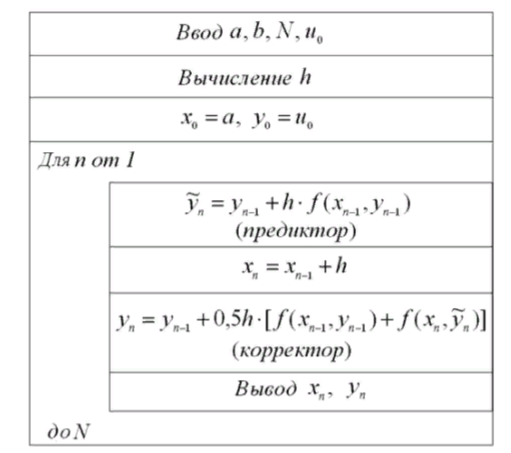 Ввод a, b, N, u₀
Вычисление h
x₀ = a, y₀ = u₀
Для n от 1
ỹₙ = yₙ₋₁ + h · f(xₙ₋₁, yₙ₋₁)
(предиктор)
xₙ = xₙ₋₁ + h
yₙ = yₙ₋₁ + 0,5h · [f(xₙ₋₁, yₙ₋₁) + f(xₙ, ỹₙ)]
(корректор)
Вывод xₙ, yₙ
до N